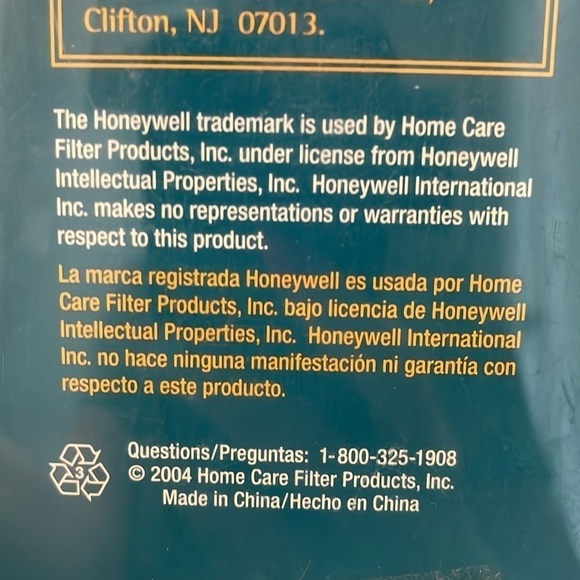 Clifton, NJ 07013.
The Honeywell trademark is used by Home Care
Filter Products, Inc. under license from Honeywell
Intellectual Properties, Inc. Honeywell International
Inc. makes no representations or warranties with
respect to this product.
La marca registrada Honeywell es usada por Home
Care Filter Products, Inc. bajo licencia de Honeywell
Intellectual Properties, Inc. Honeywell International
Inc. no hace ninguna manifestación ni garantía con
respecto a este producto.
3
Questions/Preguntas: 1-800-325-1908
© 2004 Home Care Filter Products, Inc.
Made in China/Hecho en China